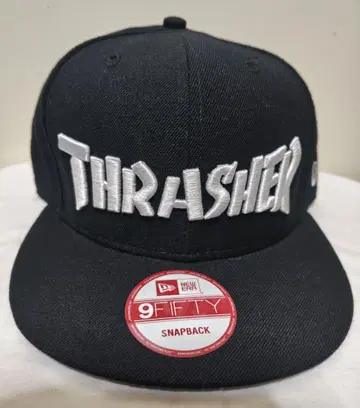 THRASHER
NEW ERA
9FIFTY
SNAPBACK